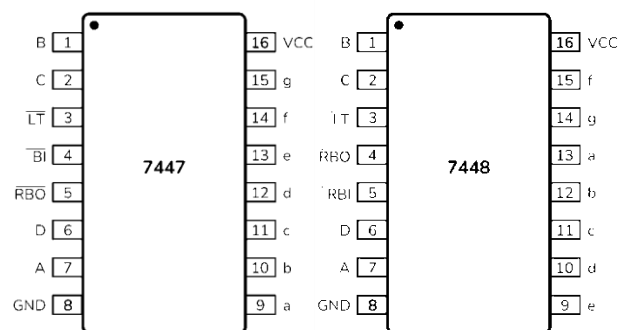 B 1 16 VCC B 1 16 VCC
C 2 15 g C 2 15 f
LT 3 14 f LT 3 14 g
BI 4 13 e RBO 4 13 a
7447 7448
RBO 5 12 d RBI 5 12 b
D 6 11 c D 6 11 c
A 7 10 b A 7 10 d
GND 8 9 a GND 8 9 e